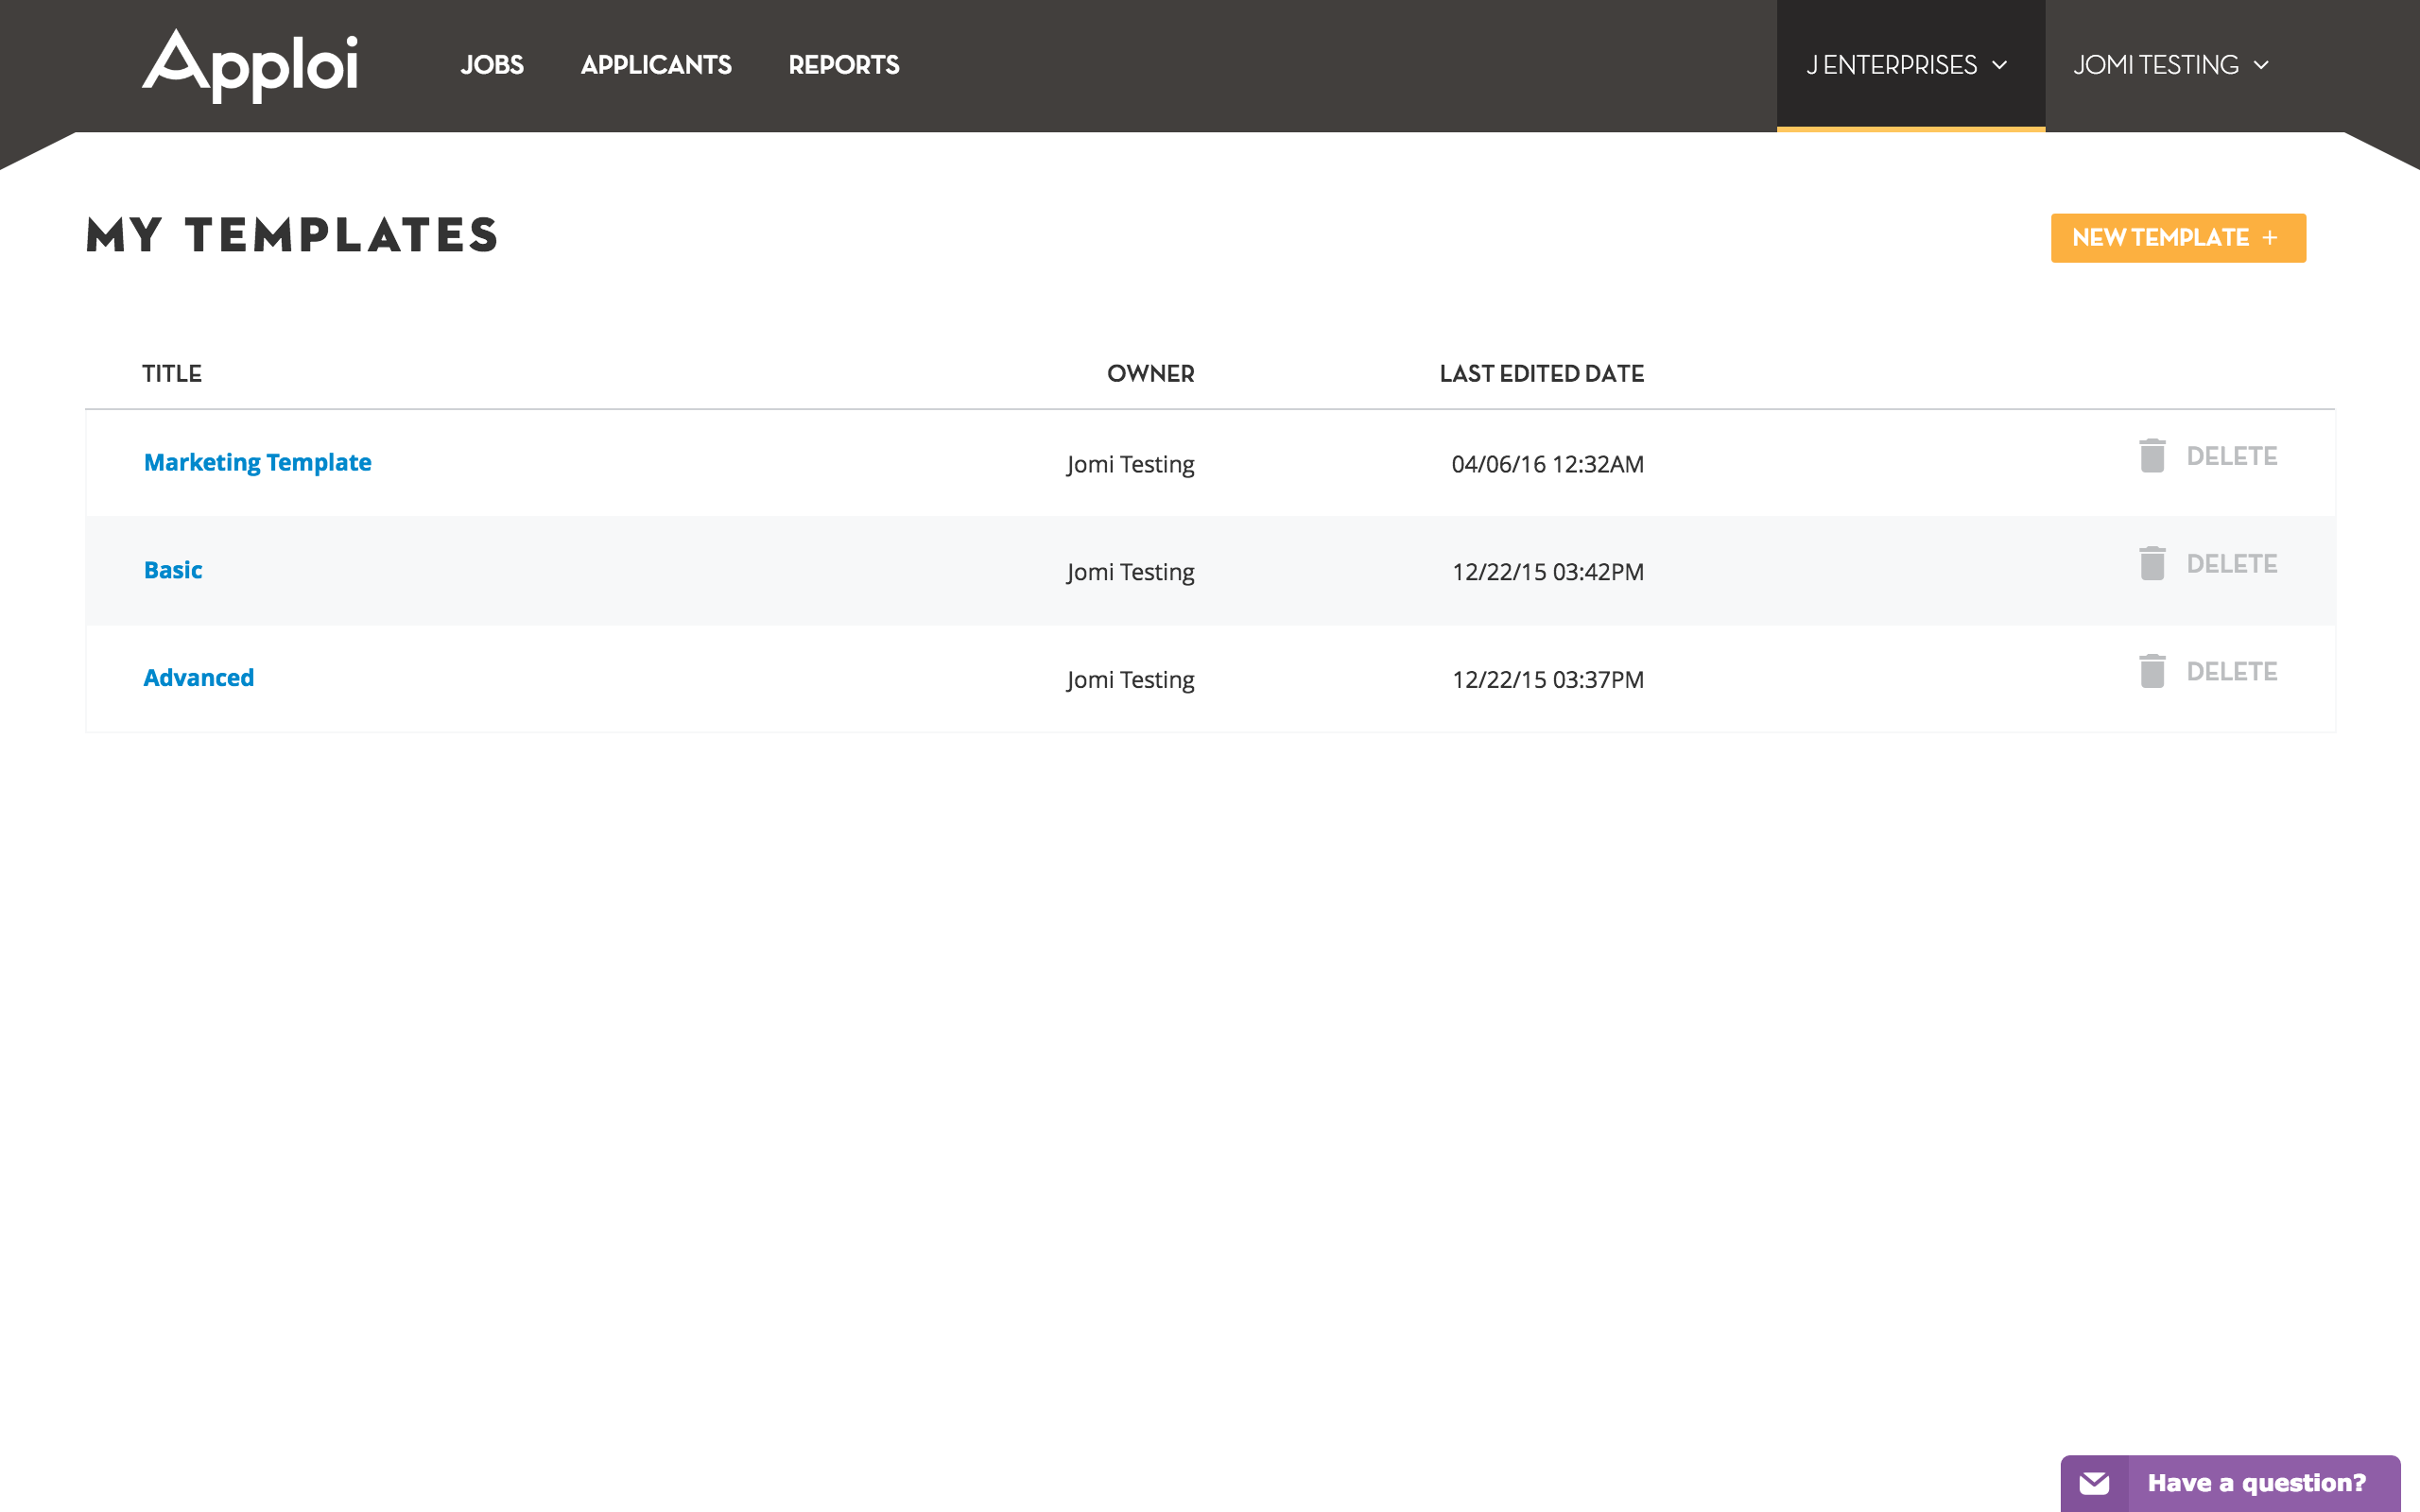 Apploi JOBS APPLICANTS REPORTS J ENTERPRISES JOMI TESTING
MY TEMPLATES NEW TEMPLATE +
TITLE OWNER LAST EDITED DATE
Marketing Template Jomi Testing 04/06/16 12:32AM DELETE
Basic Jomi Testing 12/22/15 03:42PM DELETE
Advanced Jomi Testing 12/22/15 03:37PM DELETE
Have a question?